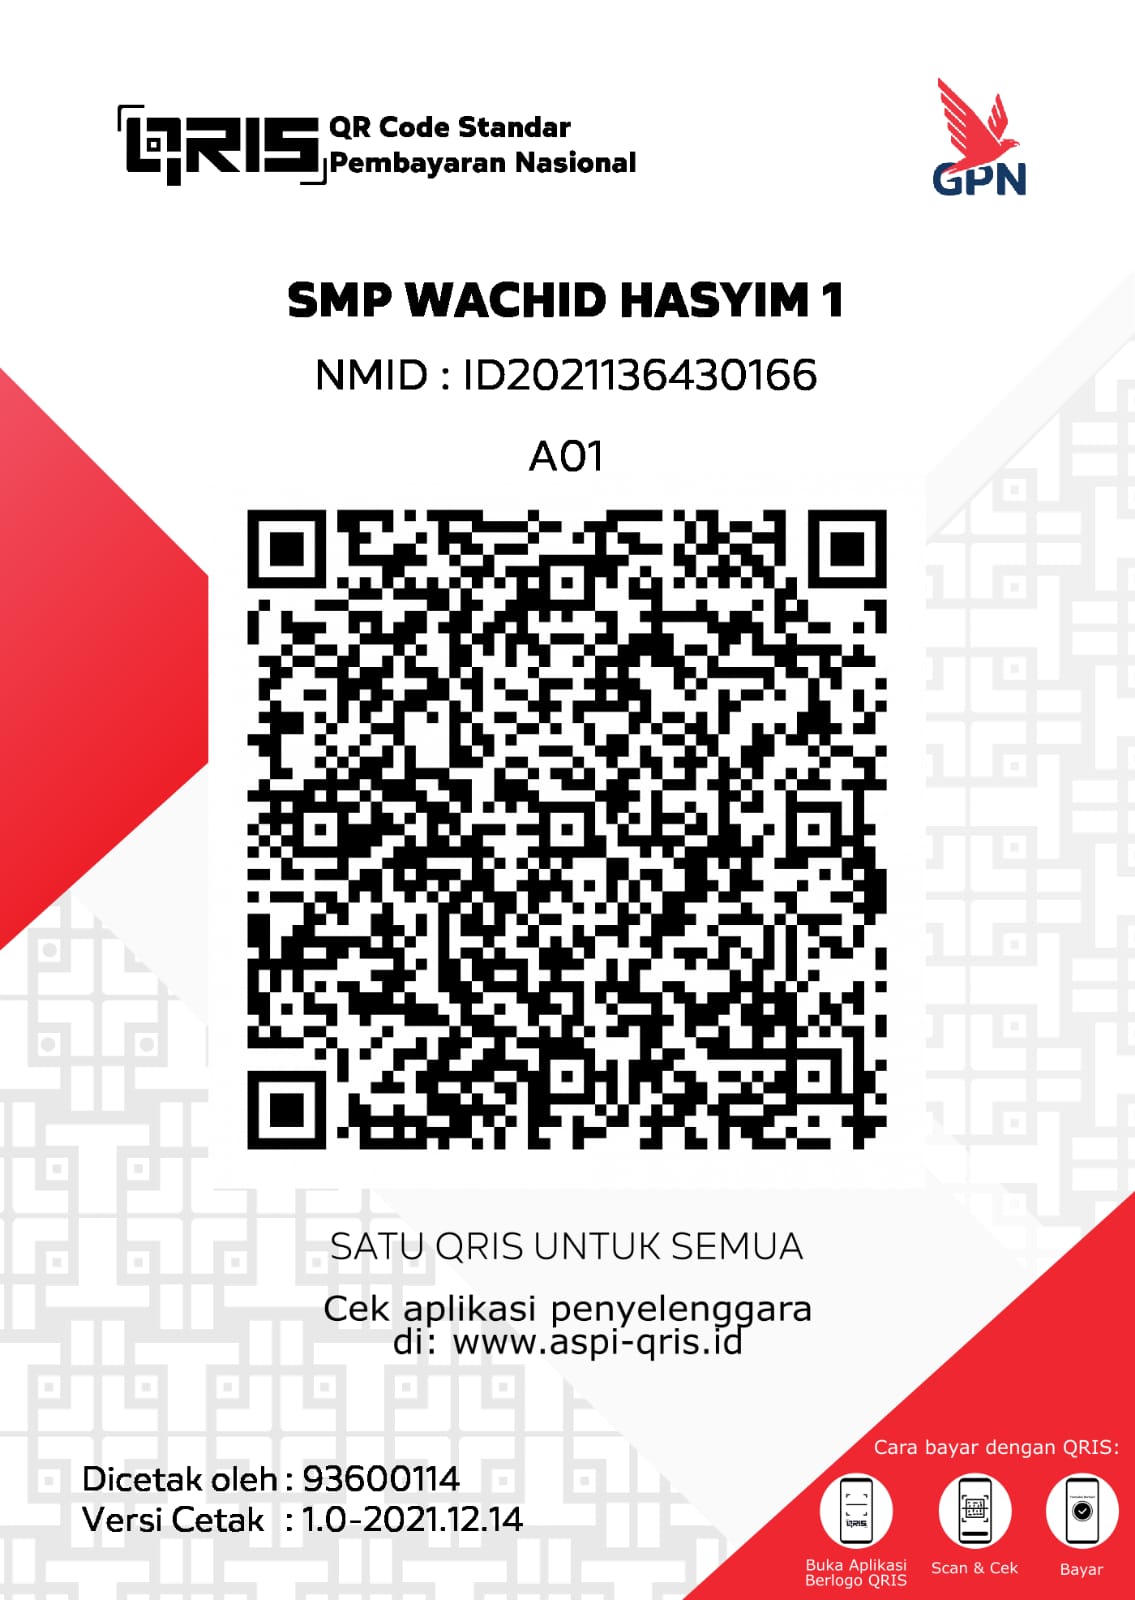 QRIS
QR Code Standar
Pembayaran Nasional
GPN
SMP WACHID HASYIM 1
NMID : ID2021136430166
A01
SATU QRIS UNTUK SEMUA
Cek aplikasi penyelenggara
di: www.aspi-qris.id
Dicetak oleh : 93600114
Versi Cetak : 1.0-2021.12.14
Cara bayar dengan QRIS:
QRIS
Buka Aplikasi
Berlogo QRIS
Scan & Cek
Bayar